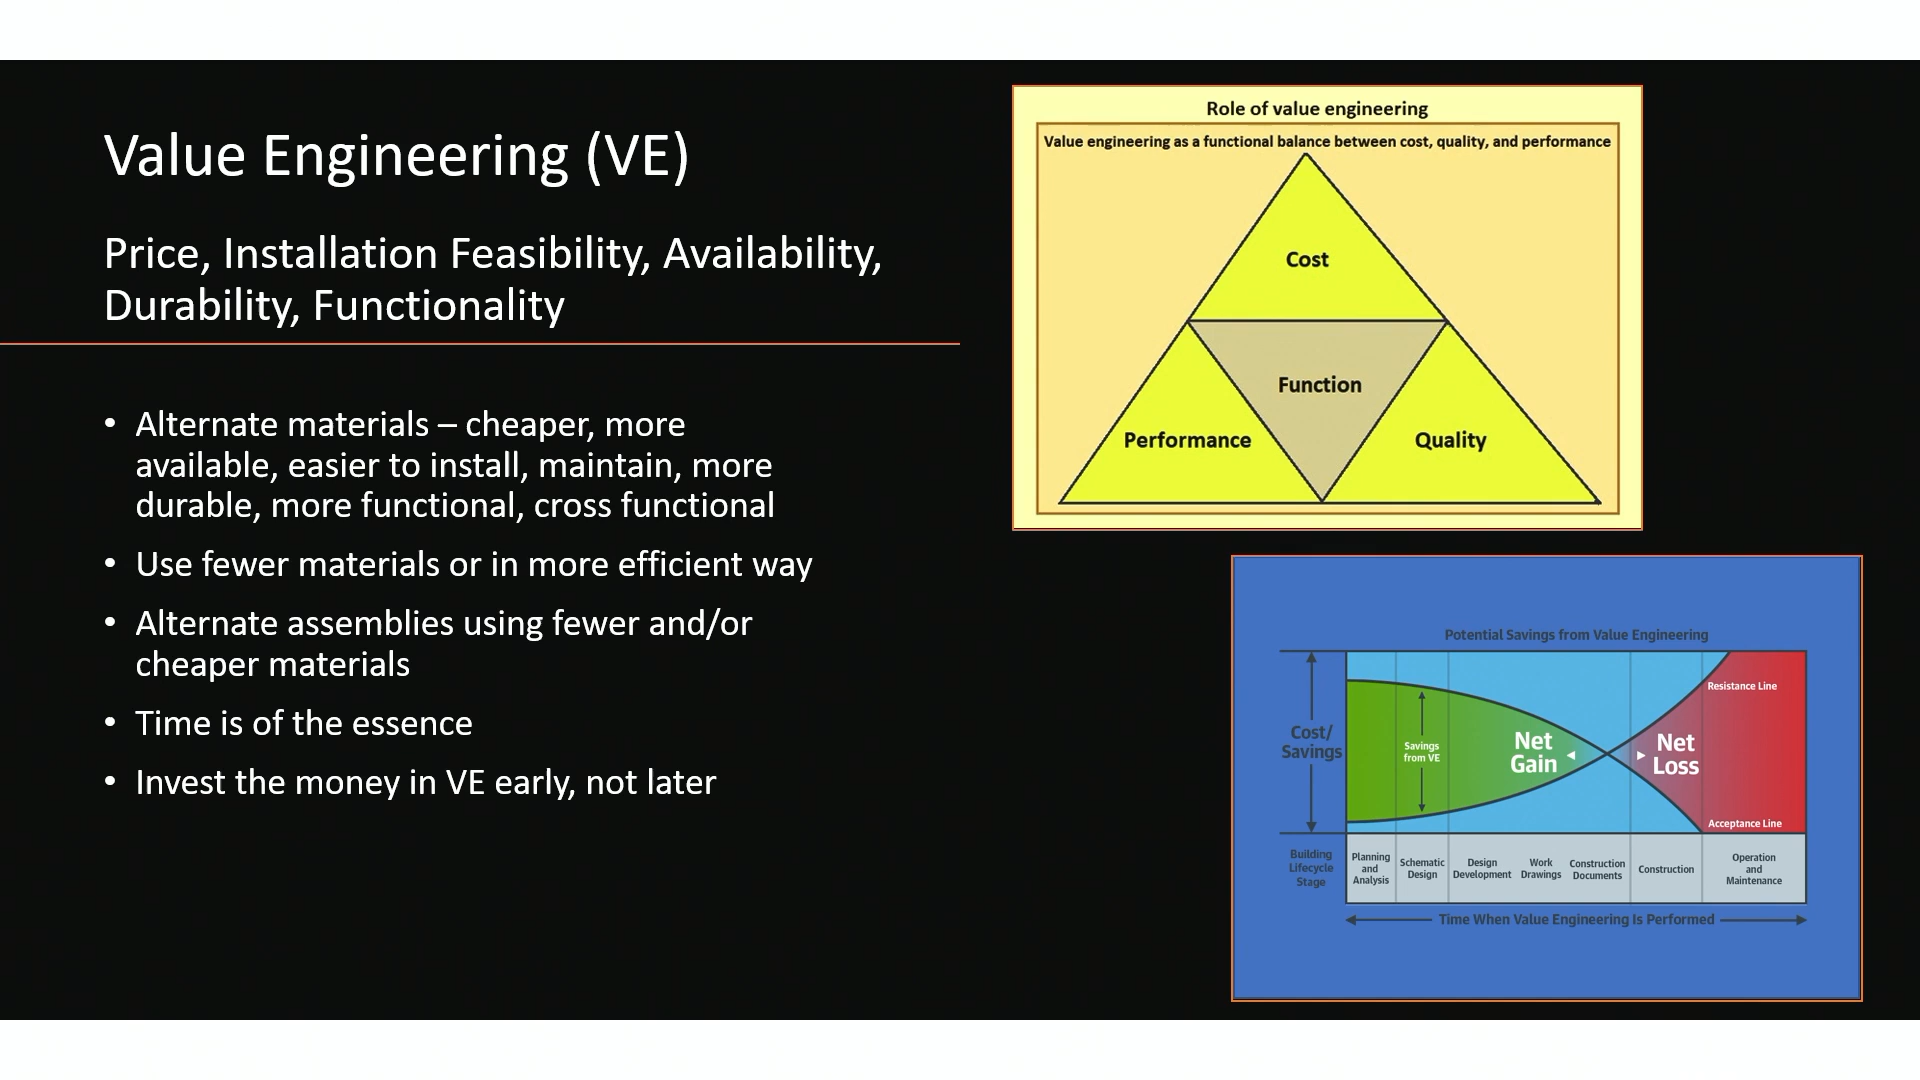 Value Engineering (VE)
Price, Installation Feasibility, Availability,
Durability, Functionality
• Alternate materials – cheaper, more
available, easier to install, maintain, more
durable, more functional, cross functional
• Use fewer materials or in more efficient way
• Alternate assemblies using fewer and/or
cheaper materials
• Time is of the essence
• Invest the money in VE early, not later
Role of value engineering
Value engineering as a functional balance between cost, quality, and performance
Cost
Function
Performance
Quality
Potential Savings from Value Engineering
Resistance Line
Cost/
Savings
Savings
from VE
Net
Gain
Net
Loss
Acceptance Line
Building
Lifecycle
Stage
Planning
and
Analysis
Schematic
Design
Design
Development
Work
Drawings
Construction
Documents
Construction
Operation
and
Maintenance
Time When Value Engineering Is Performed